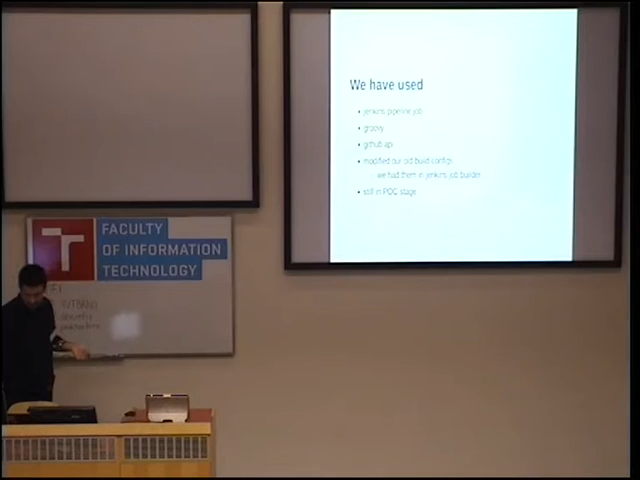 We have used
• jenkins pipeline job
• groovy
• github api
• modified our old build configs
we had them in jenkins job builder
• still in POC stage
FACULTY
OF INFORMATION
TECHNOLOGY